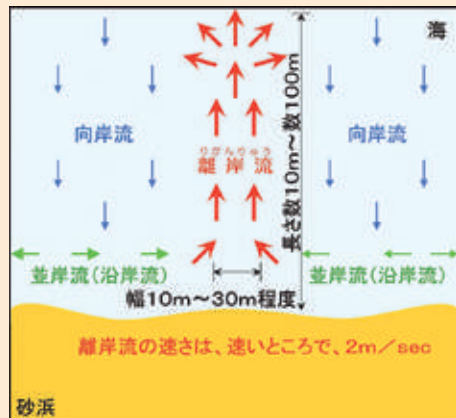 海
向岸流
りがんりゅう
離岸流
向岸流
長さ数10m～数100m
並岸流(沿岸流)
並岸流(沿岸流)
幅10m～30m程度
離岸流の速さは、速いところで、2m／sec
砂浜